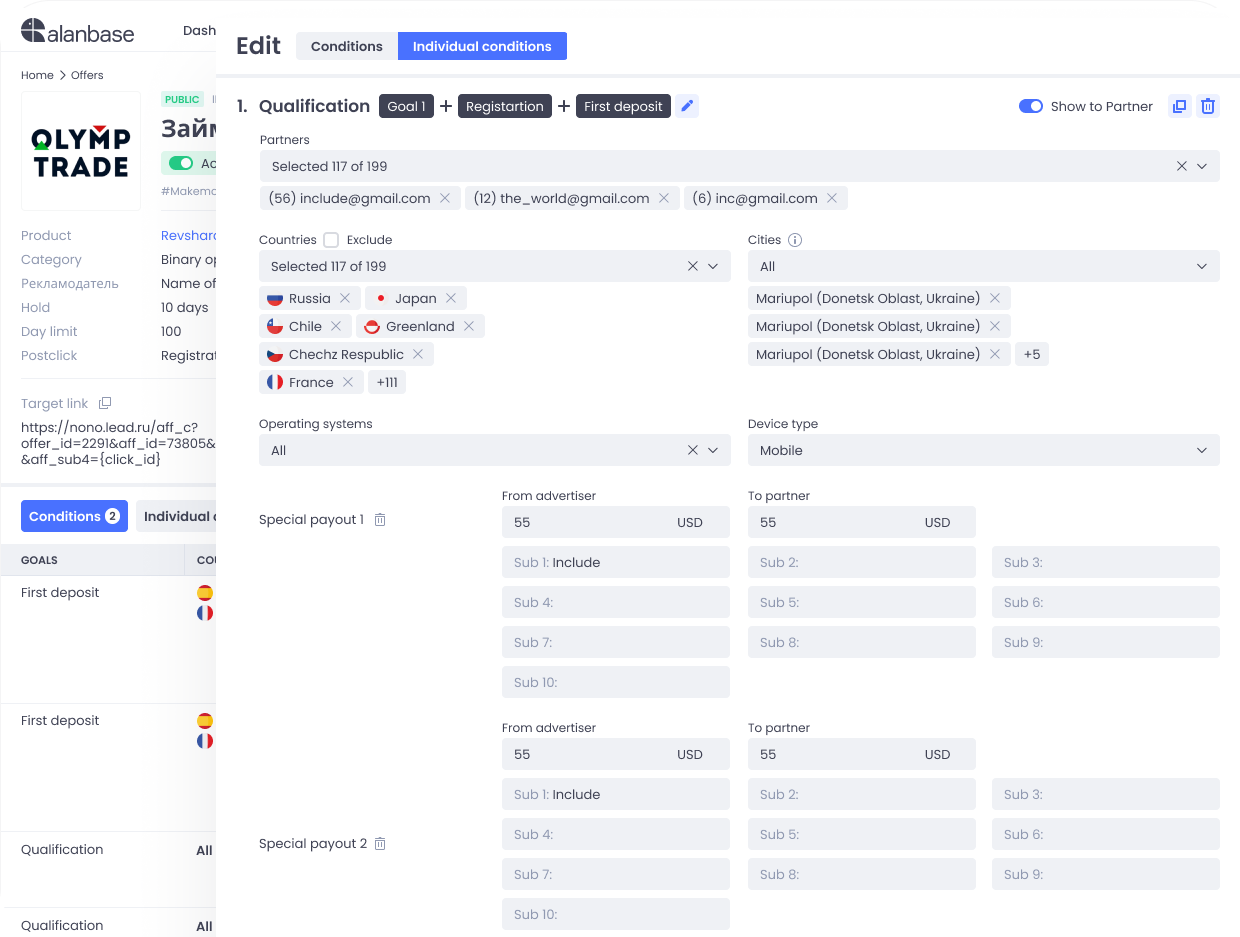 alanbase
Dash
Home > Offers
PUBLIC
OLYMP
TRADE
Займ
Ac
#Makemo
Product Revshare
Category Binary op
Рекламодатель Name of
Hold 10 days
Day limit 100
Postclick Registrat
Target link
https://nono.lead.ru/aff_c?
offer_id=2291&aff_id=73805&
&aff_sub4={click_id}
Conditions 2 Individual c
GOALS COU
First deposit
First deposit
Qualification All
Qualification All
Edit Conditions Individual conditions
1. Qualification Goal 1 + Registartion + First deposit Show to Partner
Partners
Selected 117 of 199
(56) include@gmail.com (12) the_world@gmail.com (6) inc@gmail.com
Countries Exclude Cities
Selected 117 of 199 All
Russia Japan Mariupol (Donetsk Oblast, Ukraine)
Chile Greenland Mariupol (Donetsk Oblast, Ukraine)
Chechz Respublic Mariupol (Donetsk Oblast, Ukraine) +5
France +111
Operating systems Device type
All Mobile
From advertiser To partner
Special payout 1 55 USD 55 USD
Sub 1: Include Sub 2: Sub 3:
Sub 4: Sub 5: Sub 6:
Sub 7: Sub 8: Sub 9:
Sub 10:
From advertiser To partner
55 USD 55 USD
Sub 1: Include Sub 2: Sub 3:
Special payout 2 Sub 4: Sub 5: Sub 6:
Sub 7: Sub 8: Sub 9:
Sub 10: